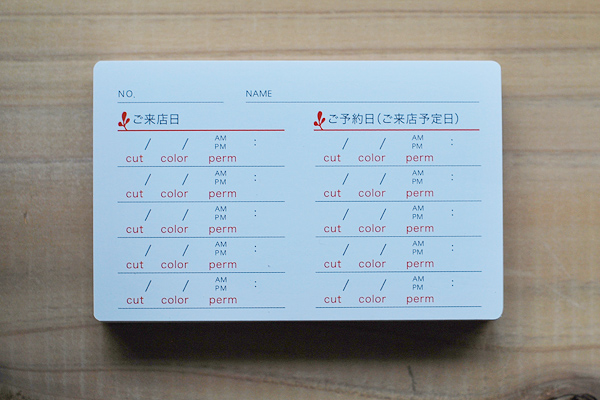 NO. NAME
ご来店日
/ / AM PM :
cut color perm
/ / AM PM :
cut color perm
/ / AM PM :
cut color perm
/ / AM PM :
cut color perm
/ / AM PM :
cut color perm
ご予約日(ご来店予定日)
/ / AM PM :
cut color perm
/ / AM PM :
cut color perm
/ / AM PM :
cut color perm
/ / AM PM :
cut color perm
/ / AM PM :
cut color perm